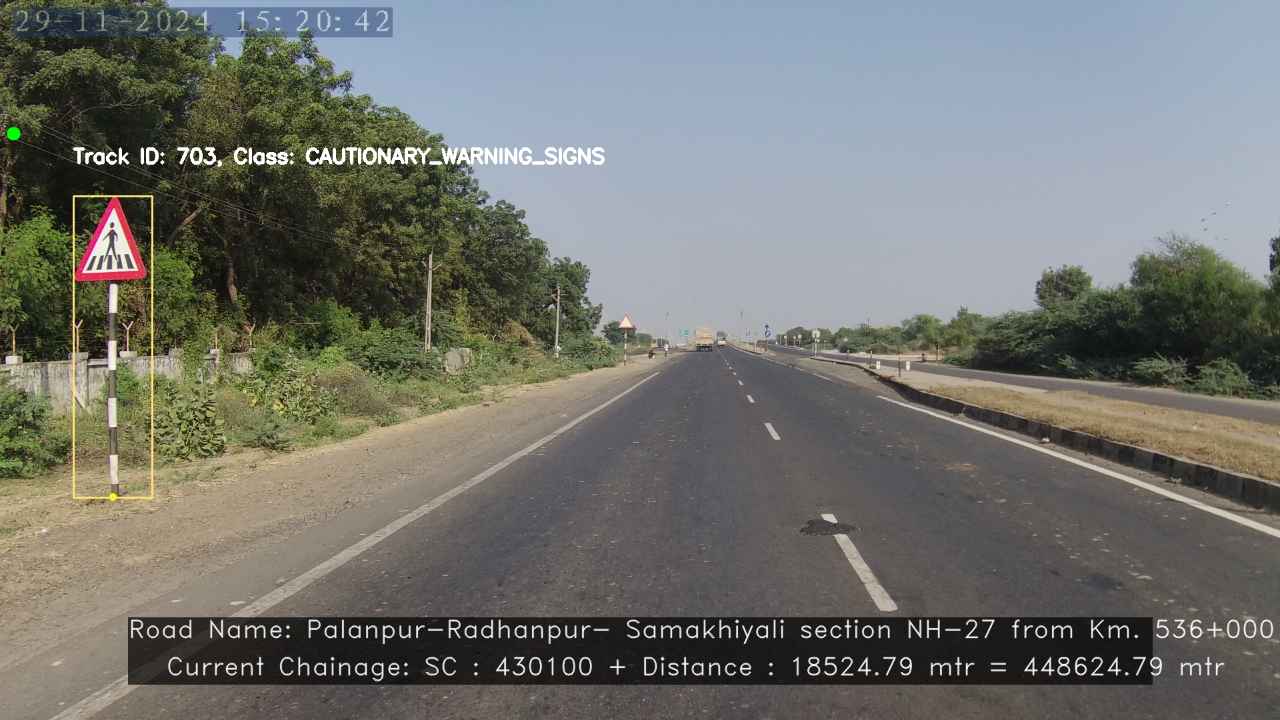 29-11-2024 15:20:42
Track ID: 703, Class: CAUTIONARY_WARNING_SIGNS
Road Name: Palanpur-Radhanpur- Samakhiyali section NH-27 from Km. 536+000
Current Chainage: SC : 430100 + Distance : 18524.79 mtr = 448624.79 mtr